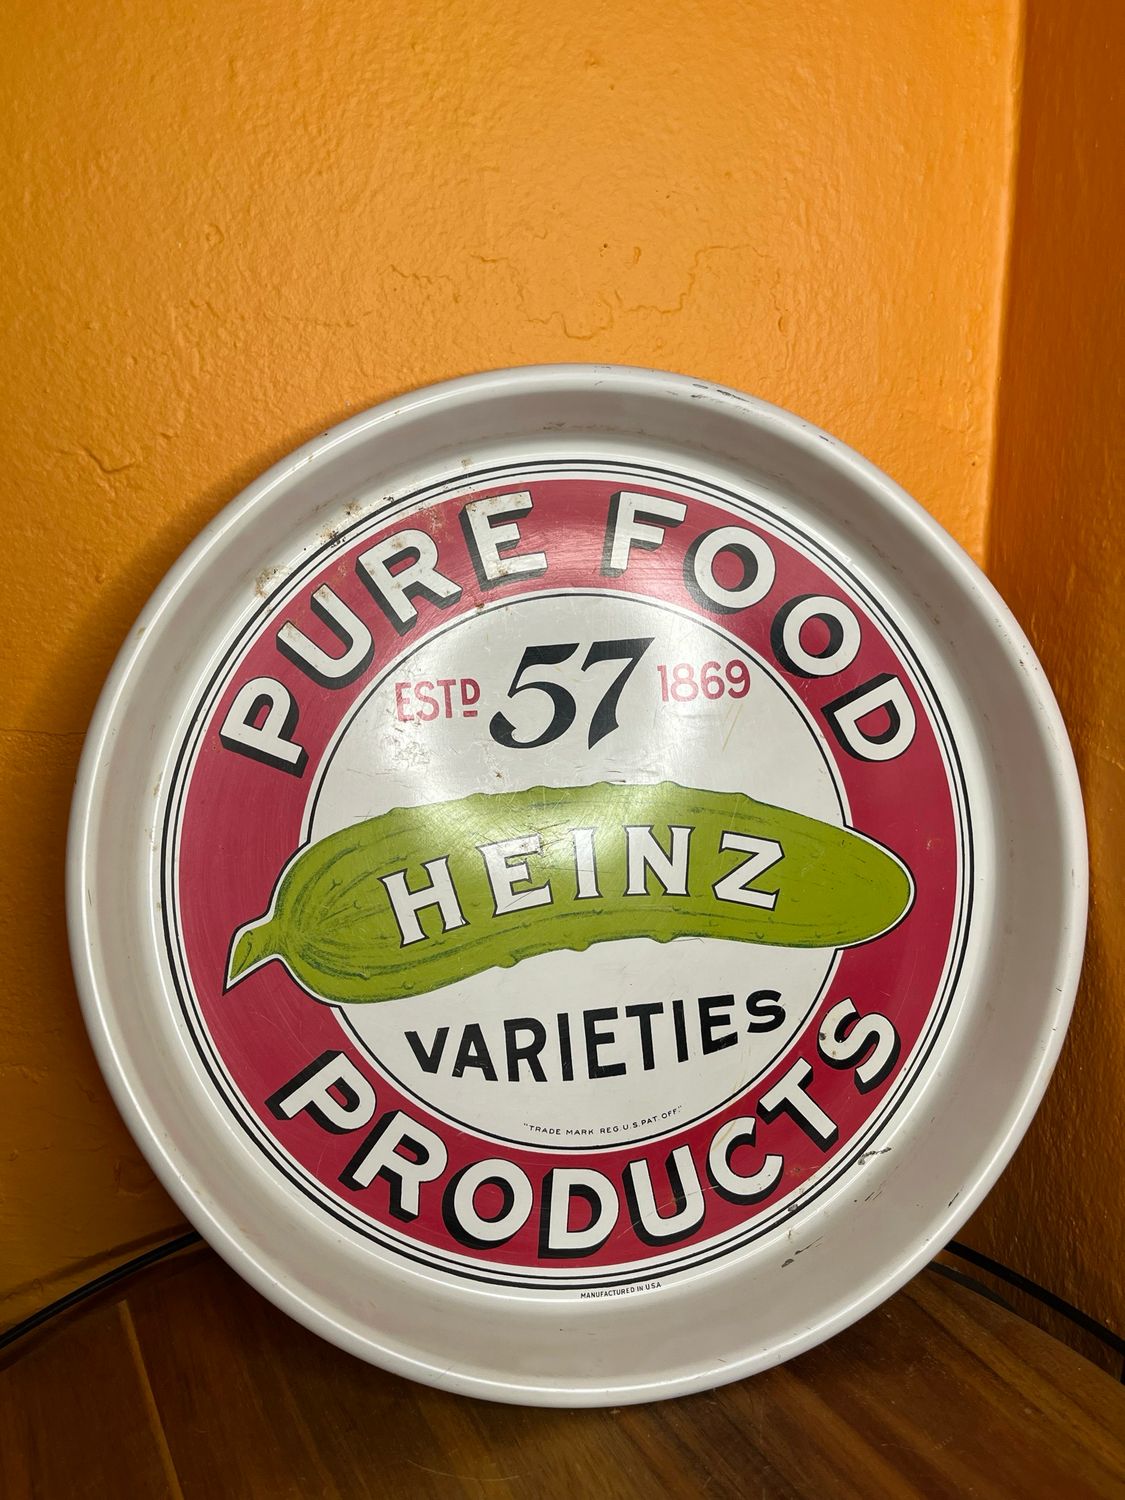 PURE FOOD
ESTD 57 1869
HEINZ
VARIETIES
"TRADE MARK REG. U.S. PAT. OFF."
PRODUCTS
MANUFACTURED IN U.S.A